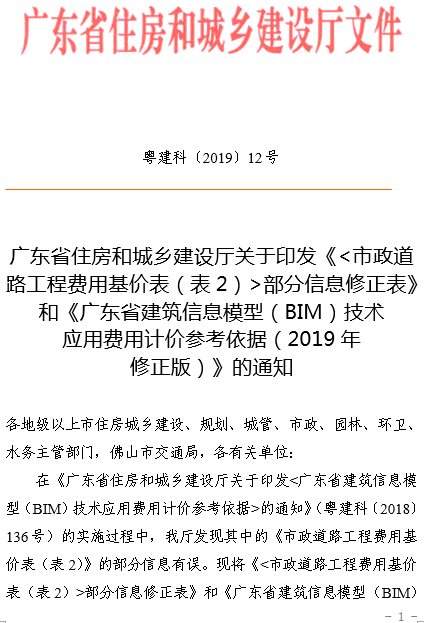 广东省住房和城乡建设厅文件
粤建科〔2019〕12号
广东省住房和城乡建设厅关于印发《<市政道
路工程费用基价表（表2）>部分信息修正表》
和《广东省建筑信息模型（BIM）技术
应用费用计价参考依据（2019年
修正版）》的通知
各地级以上市住房城乡建设、规划、城管、市政、园林、环卫、
水务主管部门，佛山市交通局，各有关单位：
在《广东省住房和城乡建设厅关于印发<广东省建筑信息模
型（BIM）技术应用费用计价参考依据>的通知》（粤建科〔2018〕
136号）的实施过程中，我厅发现其中的《市政道路工程费用基
价表（表2）》的部分信息有误。现将《<市政道路工程费用基价
表（表2）>部分信息修正表》和《广东省建筑信息模型（BIM）
- 1 -